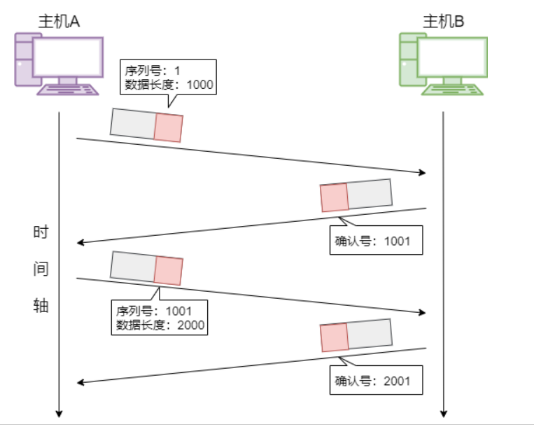 主机A
主机B
序列号：1
数据长度：1000
确认号：1001
时
间
轴
序列号：1001
数据长度：2000
确认号：2001